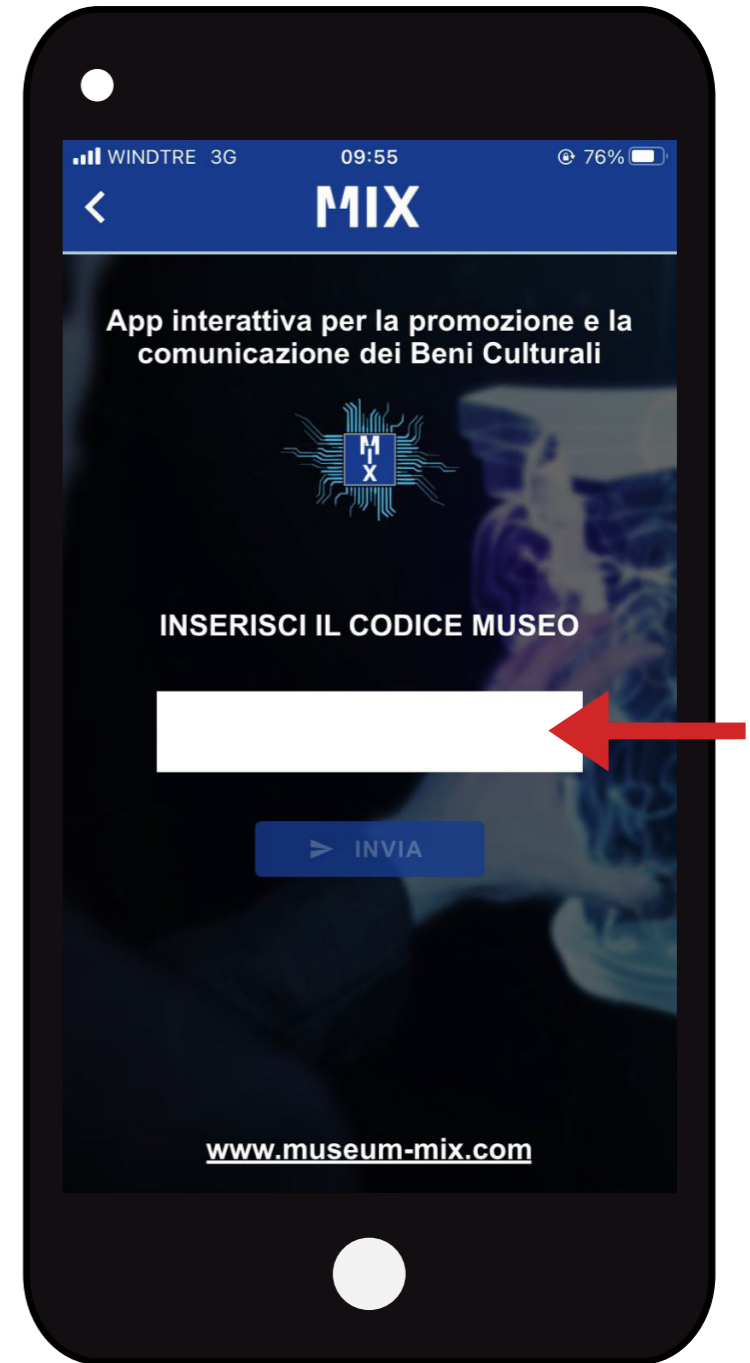 WINDTRE 3G 09:55 76%
MIX
App interattiva per la promozione e la
comunicazione dei Beni Culturali
MIX
INSERISCI IL CODICE MUSEO
INVIA
www.museum-mix.com